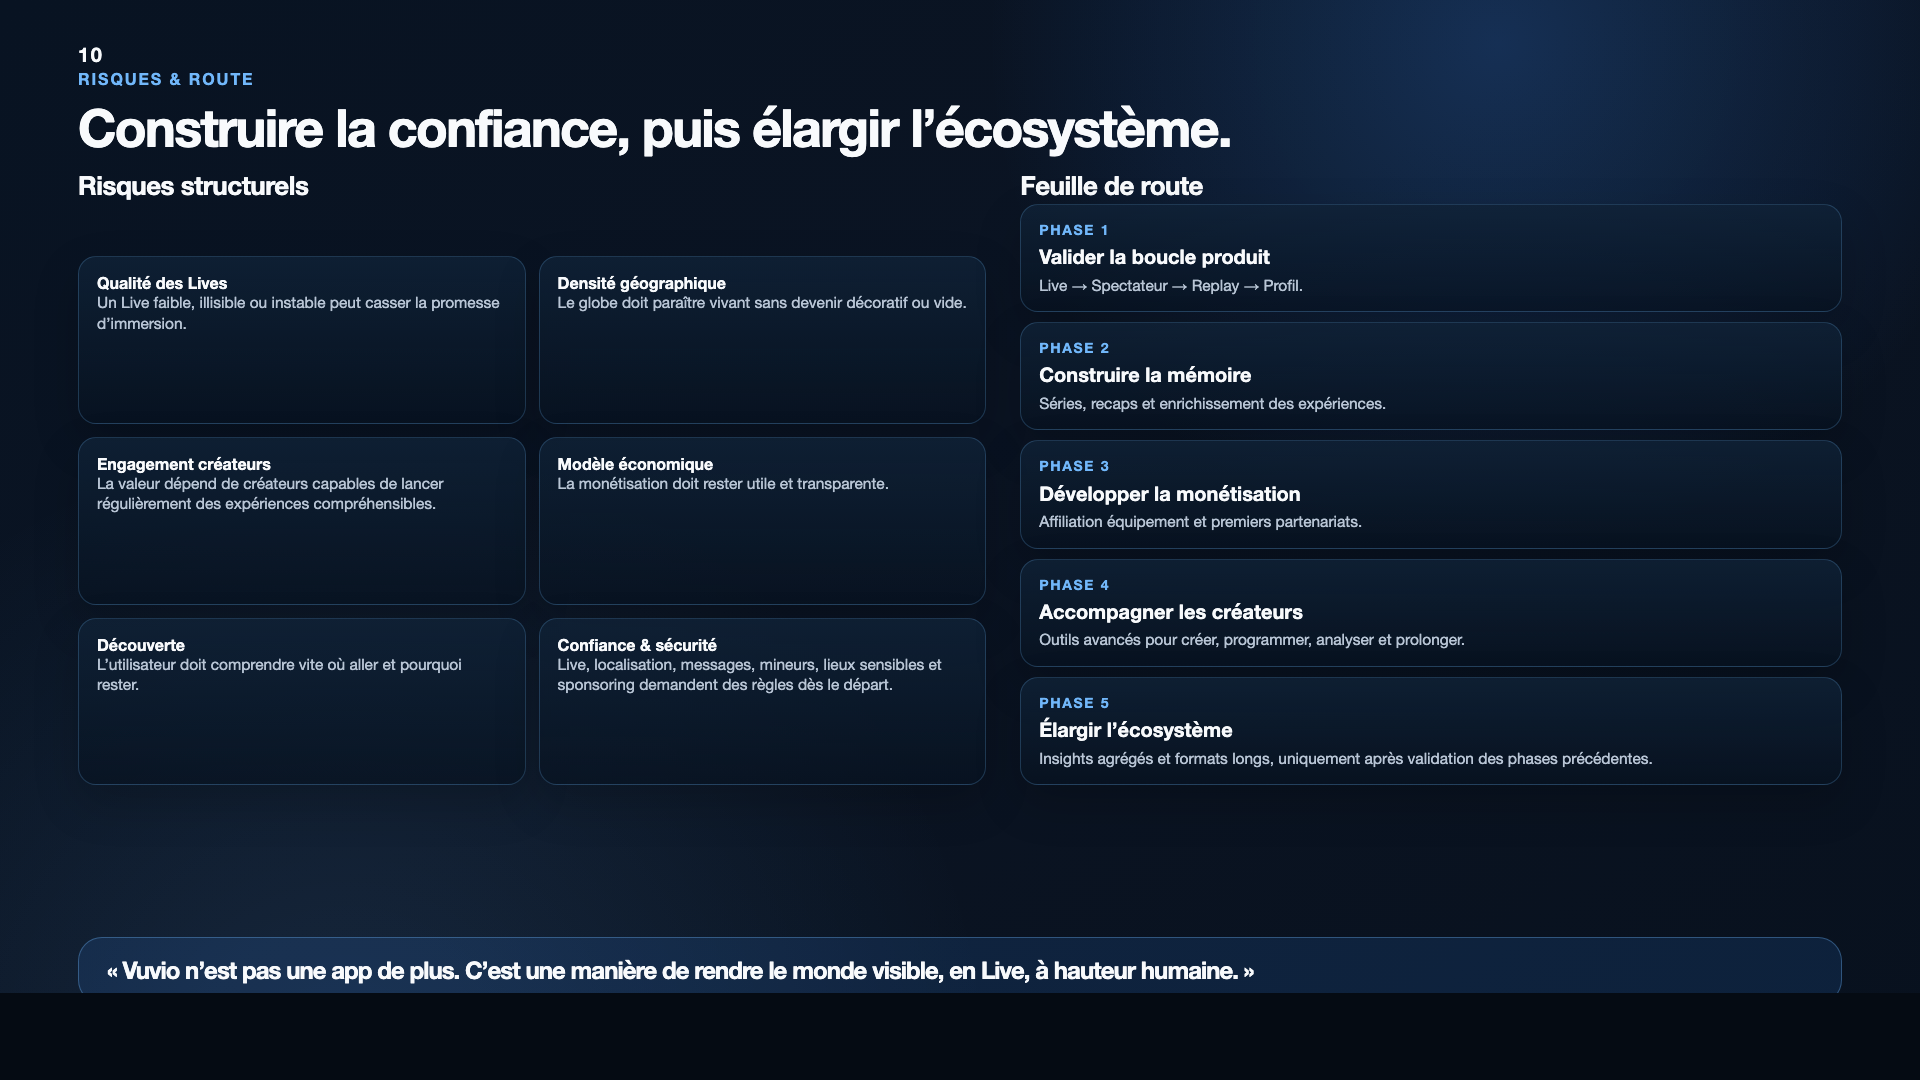 10
RISQUES & ROUTE
Construire la confiance, puis élargir l’écosystème.
Risques structurels
Qualité des Lives
Un Live faible, illisible ou instable peut casser la promesse
d’immersion.
Densité géographique
Le globe doit paraître vivant sans devenir décoratif ou vide.
Engagement créateurs
La valeur dépend de créateurs capables de lancer
régulièrement des expériences compréhensibles.
Modèle économique
La monétisation doit rester utile et transparente.
Découverte
L’utilisateur doit comprendre vite où aller et pourquoi
rester.
Confiance & sécurité
Live, localisation, messages, mineurs, lieux sensibles et
sponsoring demandent des règles dès le départ.
Feuille de route
PHASE 1
Valider la boucle produit
Live → Spectateur → Replay → Profil.
PHASE 2
Construire la mémoire
Séries, recaps et enrichissement des expériences.
PHASE 3
Développer la monétisation
Affiliation équipement et premiers partenariats.
PHASE 4
Accompagner les créateurs
Outils avancés pour créer, programmer, analyser et prolonger.
PHASE 5
Élargir l’écosystème
Insights agrégés et formats longs, uniquement après validation des phases précédentes.
« Vuvio n’est pas une app de plus. C’est une manière de rendre le monde visible, en Live, à hauteur humaine. »